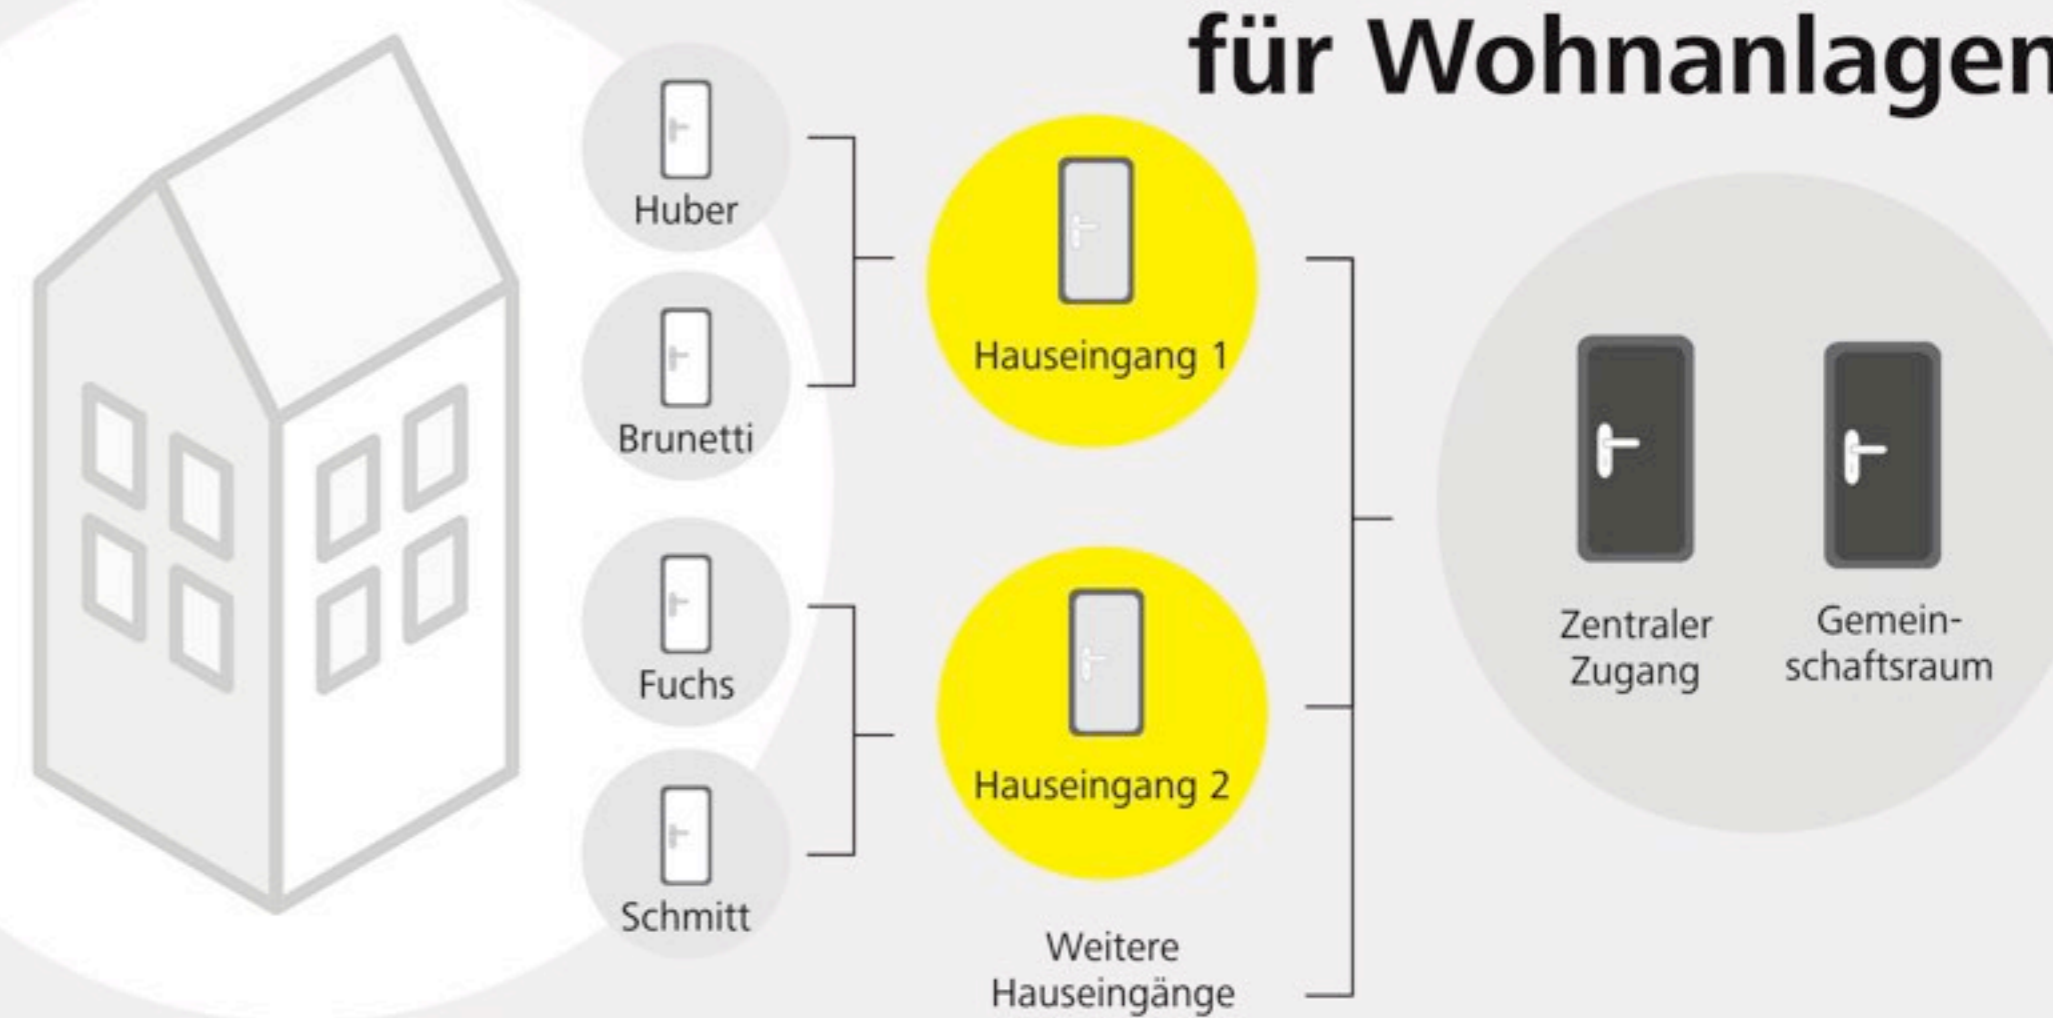 für Wohnanlagen
Huber
Brunetti
Fuchs
Schmitt
Hauseingang 1
Hauseingang 2
Weitere
Hauseingänge
Zentraler
Zugang
Gemein-
schaftsraum